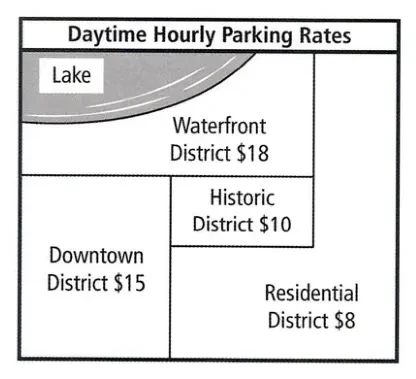 Daytime Hourly Parking Rates
Lake
Waterfront
District $18
Historic
District $10
Downtown
District $15
Residential
District $8